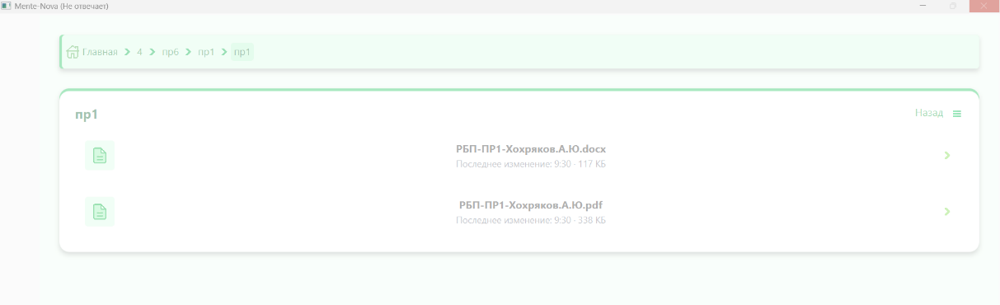 Mente-Nova (Не отвечает)
Главная 4 пр6 пр1 пр1
пр1
Назад
РБП-ПР1-Хохряков.А.Ю.docx
Последнее изменение: 9:30 - 117 КБ
РБП-ПР1-Хохряков.А.Ю.pdf
Последнее изменение: 9:30 - 338 КБ